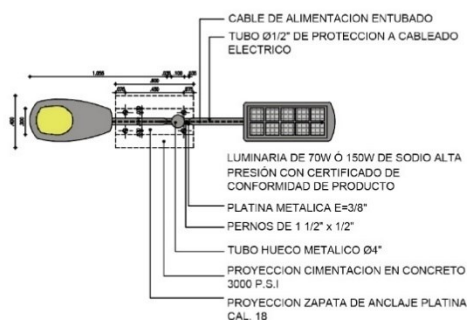 CABLE DE ALIMENTACION ENTUBADO
TUBO Ø1/2" DE PROTECCION A CABLEADO
ELECTRICO
LUMINARIA DE 70W Ó 150W DE SODIO ALTA
PRESIÓN CON CERTIFICADO DE
CONFORMIDAD DE PRODUCTO
PLATINA METALICA E=3/8"
PERNOS DE 1 1/2" x 1/2"
TUBO HUECO METALICO Ø4"
PROYECCION CIMENTACION EN CONCRETO
3000 P.S.I
PROYECCION ZAPATA DE ANCLAJE PLATINA
CAL. 18